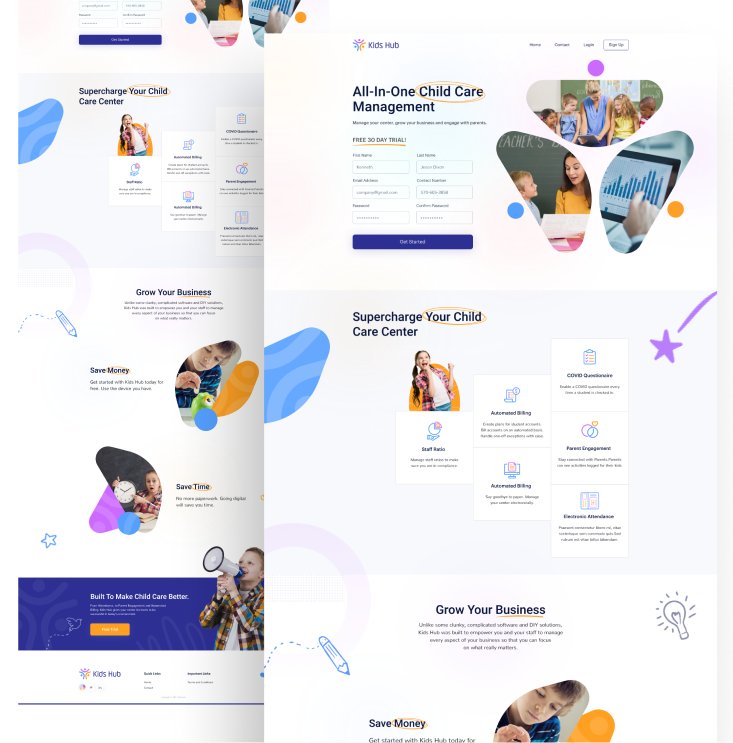 Password
Confirm Password
Get Started
Supercharge Your Child
Care Center
COVID Questionaire
Automated Billing
Staff Ratio
Parent Engagement
Automated Billing
Electronic Attendance
Grow Your Business
Unlike some clunky, complicated software and DIY solutions,
Kids Hub was built to empower you and your staff to manage
every aspect of your business so that you can focus
on what really matters.
Save Money
Get started with Kids Hub today for
free. Use the device you have.
Save Time
No more paperwork. Going digital
will save you time.
Built To Make Child Care Better.
Free Trial
Kids Hub
Quick Links
Important Links
Home
Contact
Kids Hub
Home
Contact
Login
Sign Up
All-In-One Child Care
Management
Manage your center, grow your business and engage with parents.
FREE 30 DAY TRIAL!
First Name
Last Name
Kenneth
Jason Dixon
Email Address
Contact Number
company@gmail.com
570-685-3858
Password
Confirm Password
Get Started
Supercharge Your Child
Care Center
COVID Questionaire
Enable a COVID questionaire every
time a student is checked in.
Automated Billing
Create plans for student accounts.
Bill accounts on an automated basis.
Handle one-off exceptions with ease.
Staff Ratio
Manage staff ratios to make
sure you are in compliance.
Parent Engagement
Stay connected with Parents. Parents
can see activities logged for their kids.
Automated Billing
Say goodbye to paper. Manage
your center electronically.
Electronic Attendance
Praesent consectetur libero mi, vitae
scelerisque sem commodo quis. Sed
rutrum est vitae tellus bibendum.
Grow Your Business
Unlike some clunky, complicated software and DIY solutions,
Kids Hub was built to empower you and your staff to manage
every aspect of your business so that you can focus
on what really matters.
Save Money
Get started with Kids Hub today for